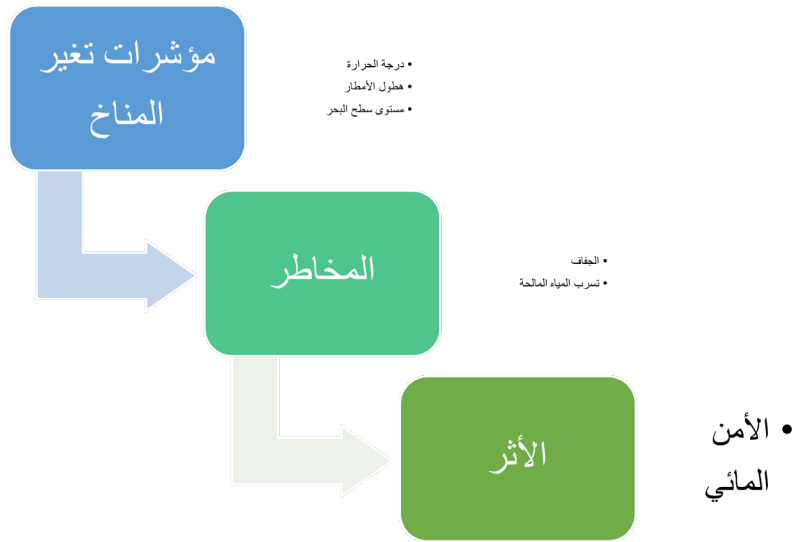 مؤشرات تغير
المناخ
• درجة الحرارة
• هطول الأمطار
• مستوى سطح البحر
المخاطر
• الجفاف
• تسرب المياه المالحة
الأثر
• الأمن
المائي